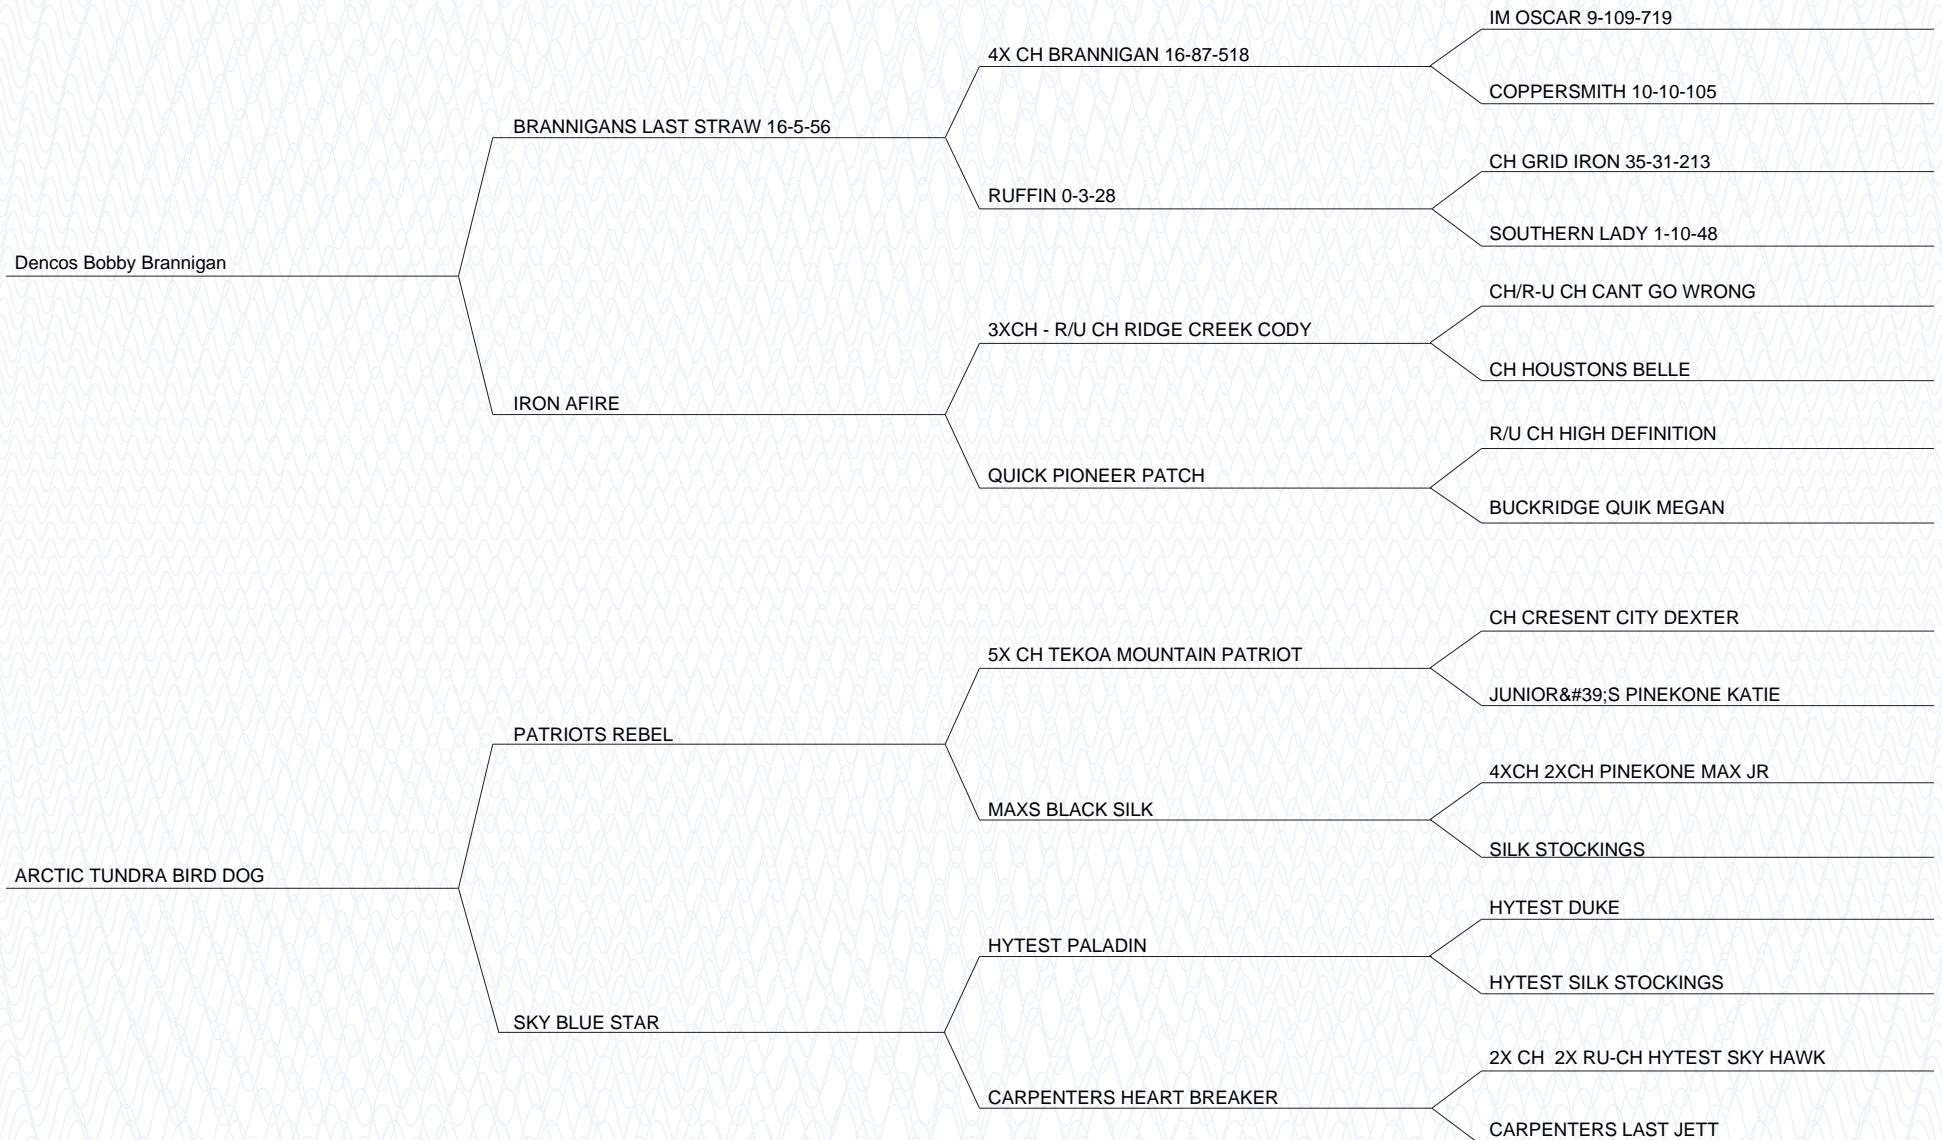 IM OSCAR 9-109-719
4X CH BRANNIGAN 16-87-518
COPPERSMITH 10-10-105
BRANNIGANS LAST STRAW 16-5-56
CH GRID IRON 35-31-213
RUFFIN 0-3-28
SOUTHERN LADY 1-10-48
Dencos Bobby Brannigan
CH/R-U CH CANT GO WRONG
3XCH - R/U CH RIDGE CREEK CODY
CH HOUSTONS BELLE
IRON AFIRE
R/U CH HIGH DEFINITION
QUICK PIONEER PATCH
BUCKRIDGE QUIK MEGAN
CH CRESENT CITY DEXTER
5X CH TEKOA MOUNTAIN PATRIOT
JUNIOR&#39;S PINEKONE KATIE
PATRIOTS REBEL
4XCH 2XCH PINEKONE MAX JR
MAXS BLACK SILK
SILK STOCKINGS
ARCTIC TUNDRA BIRD DOG
HYTEST DUKE
HYTEST PALADIN
HYTEST SILK STOCKINGS
SKY BLUE STAR
2X CH  2X RU-CH HYTEST SKY HAWK
CARPENTERS HEART BREAKER
CARPENTERS LAST JETT